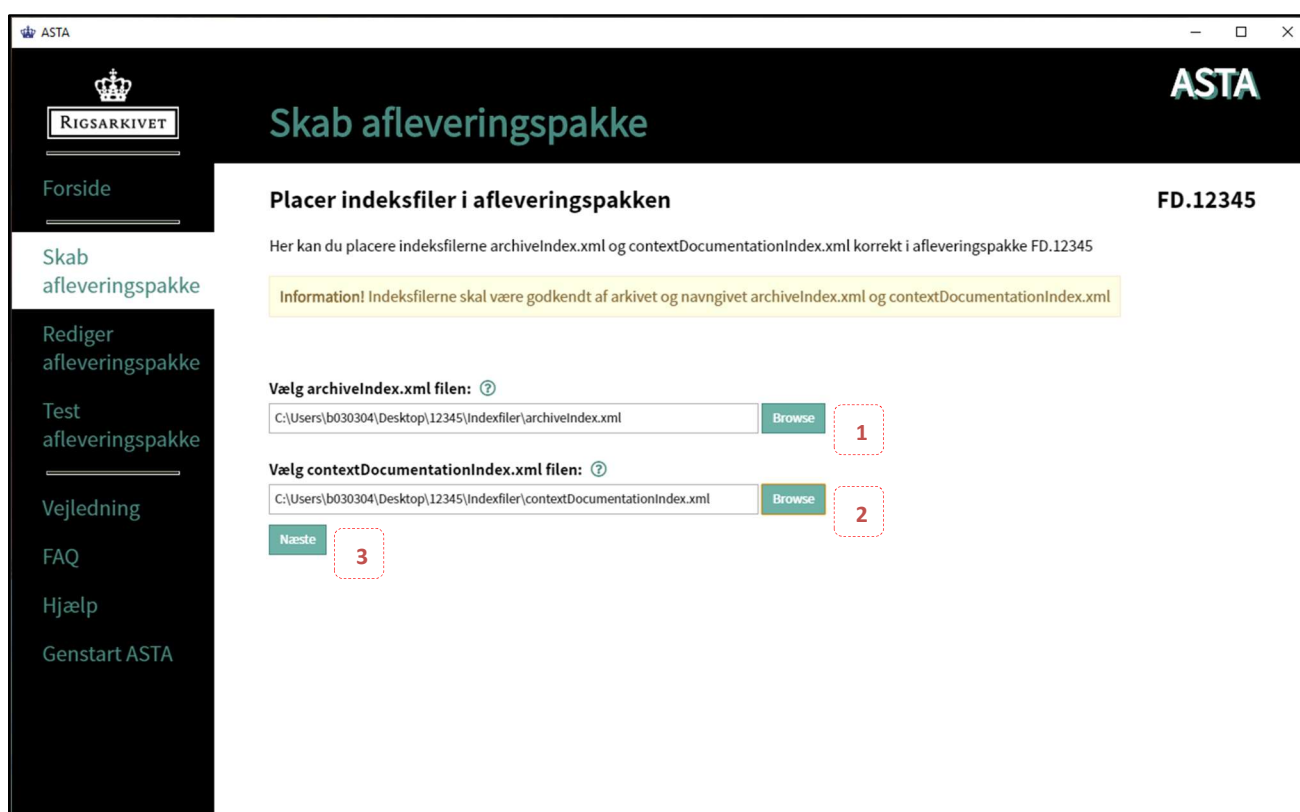 ASTA
RIGSARKIVET
ASTA
Skab afleveringspakke
Forside
Skab
afleveringspakke
Rediger
afleveringspakke
Test
afleveringspakke
Vejledning
FAQ
Hjælp
Genstart ASTA
Placer indeksfiler i afleveringspakken
FD.12345
Her kan du placere indeksfilerne archiveIndex.xml og contextDocumentationIndex.xml korrekt i afleveringspakke FD.12345
Information! Indeksfilerne skal være godkendt af arkivet og navngivet archiveIndex.xml og contextDocumentationIndex.xml
Vælg archiveIndex.xml filen: ?
C:\Users\b030304\Desktop\12345\Indexfiler\archiveIndex.xml Browse 1
Vælg contextDocumentationIndex.xml filen: ?
C:\Users\b030304\Desktop\12345\Indexfiler\contextDocumentationIndex.xml Browse 2
Næste 3